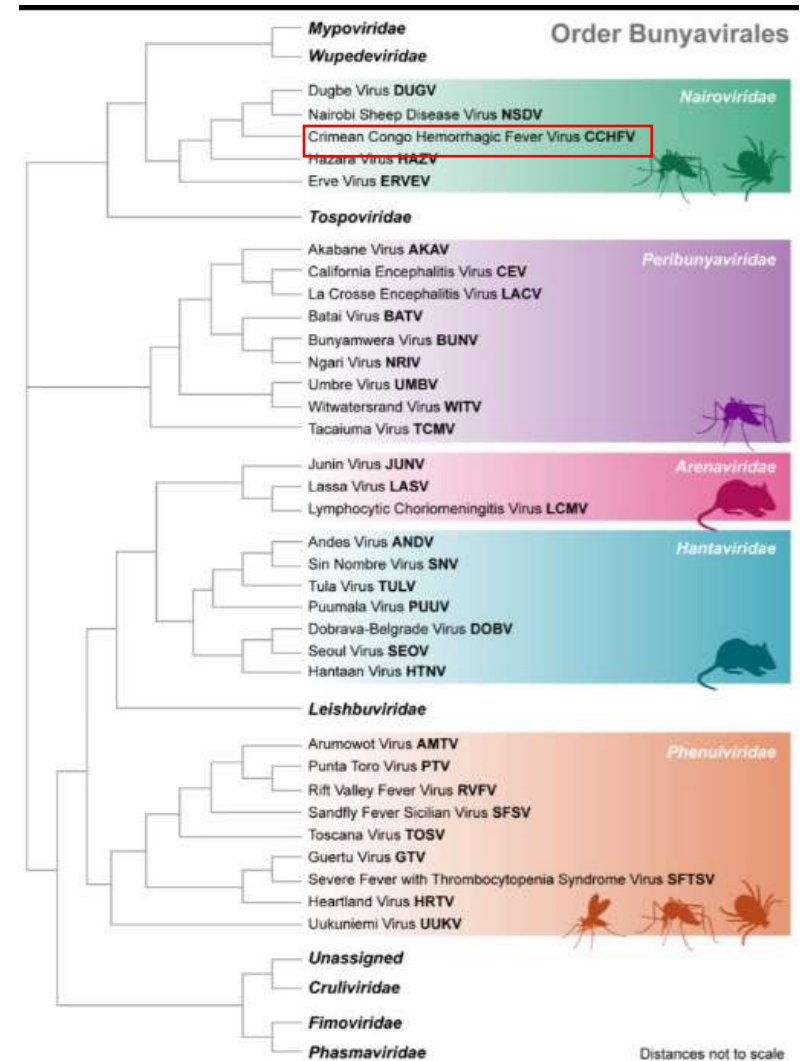 Order Bunyavirales
Mypoviridae
Wupedeviridae
Nairoviridae
Dugbe Virus DUGV
Nairobi Sheep Disease Virus NSDV
Crimean Congo Hemorrhagic Fever Virus CCHFV
Hazara Virus HAZV
Erve Virus ERVEV
Tospoviridae
Peribunyaviridae
Akabane Virus AKAV
California Encephalitis Virus CEV
La Crosse Encephalitis Virus LACV
Batai Virus BATV
Bunyamwera Virus BUNV
Ngari Virus NRIV
Umbre Virus UMBV
Witwatersrand Virus WITV
Tacaiuma Virus TCMV
Arenaviridae
Junin Virus JUNV
Lassa Virus LASV
Lymphocytic Choriomeningitis Virus LCMV
Hantaviridae
Andes Virus ANDV
Sin Nombre Virus SNV
Tula Virus TULV
Puumala Virus PUUV
Dobrava-Belgrade Virus DOBV
Seoul Virus SEOV
Hantaan Virus HTNV
Leishbuviridae
Phenuiviridae
Arumowot Virus AMTV
Punta Toro Virus PTV
Rift Valley Fever Virus RVFV
Sandfly Fever Sicilian Virus SFSV
Toscana Virus TOSV
Guertu Virus GTV
Severe Fever with Thrombocytopenia Syndrome Virus SFTSV
Heartland Virus HRTV
Uukuniemi Virus UUKV
Unassigned
Cruliviridae
Fimoviridae
Phasmaviridae
Distances not to scale